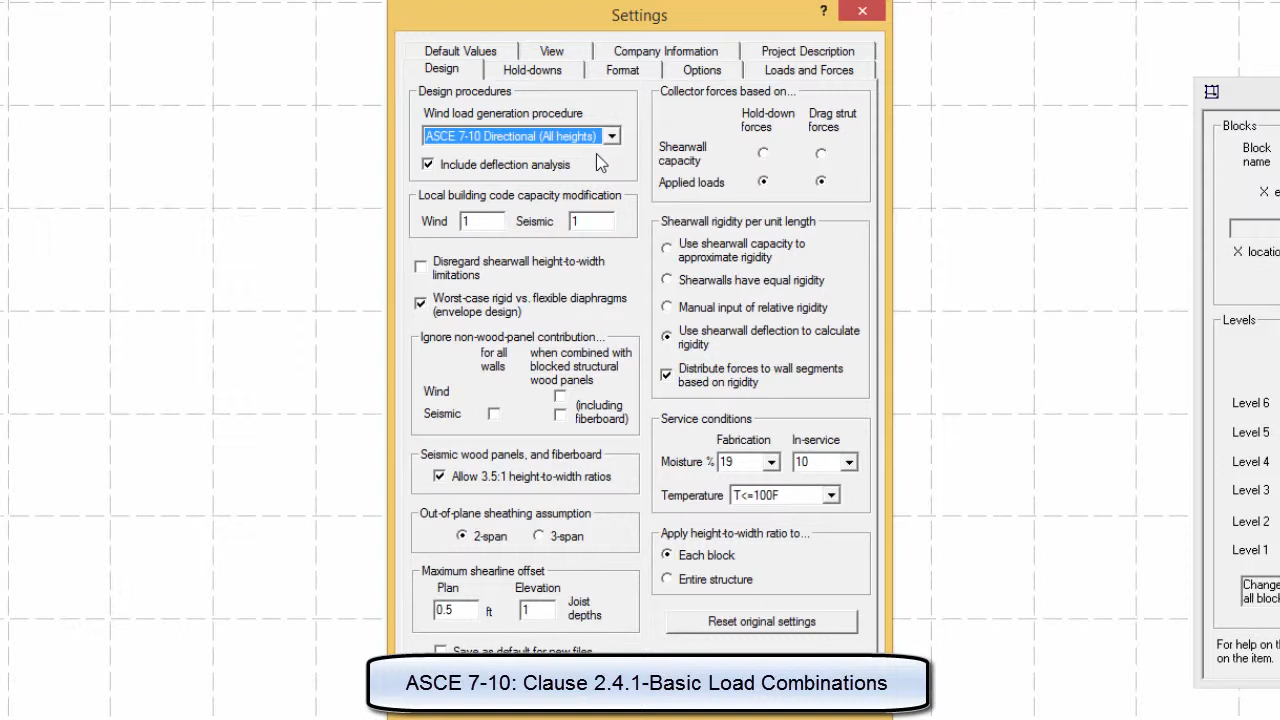 Settings
?
Default Values
View
Company Information
Project Description
Design
Hold-downs
Format
Options
Loads and Forces
Design procedures
Wind load generation procedure
ASCE 7-10 Directional (All heights)
Include deflection analysis
Local building code capacity modification
Wind 1 Seismic 1
Disregard shearwall height-to-width
limitations
Worst-case rigid vs. flexible diaphragms
(envelope design)
Ignore non-wood-panel contribution...
for all
walls
when combined with
blocked structural
wood panels
Wind
Seismic
(including
fiberboard)
Seismic wood panels, and fiberboard
Allow 3.5:1 height-to-width ratios
Out-of-plane sheathing assumption
2-span 3-span
Maximum shearline offset
Plan Elevation
0.5 ft 1 Joist
depths
Save as default for new files
Collector forces based on...
Hold-down
forces
Drag strut
forces
Shearwall
capacity
Applied loads
Shearwall rigidity per unit length
Use shearwall capacity to
approximate rigidity
Shearwalls have equal rigidity
Manual input of relative rigidity
Use shearwall deflection to calculate
rigidity
Distribute forces to wall segments
based on rigidity
Service conditions
Fabrication In-service
Moisture % 19 10
Temperature T<=100F
Apply height-to-width ratio to...
Each block
Entire structure
Reset original settings
Blocks
Block
name
X e
X locatio
Levels
Level 6
Level 5
Level 4
Level 3
Level 2
Level 1
Change
all bloc
For help on th
on the item.
ASCE 7-10: Clause 2.4.1-Basic Load Combinations